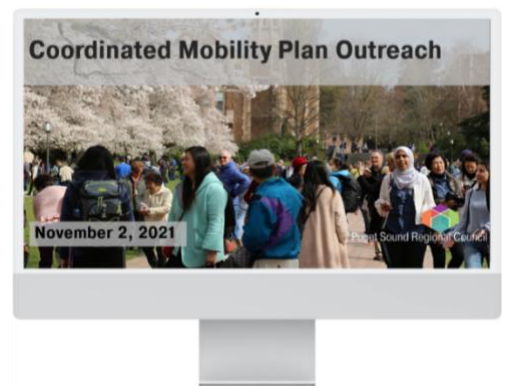 Coordinated Mobility Plan Outreach
November 2, 2021
Puget Sound Regional Council